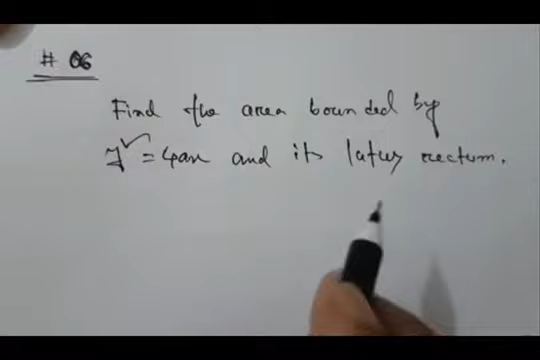 # 06
Find the area bounded by
y² = 4ax and its latus rectum.